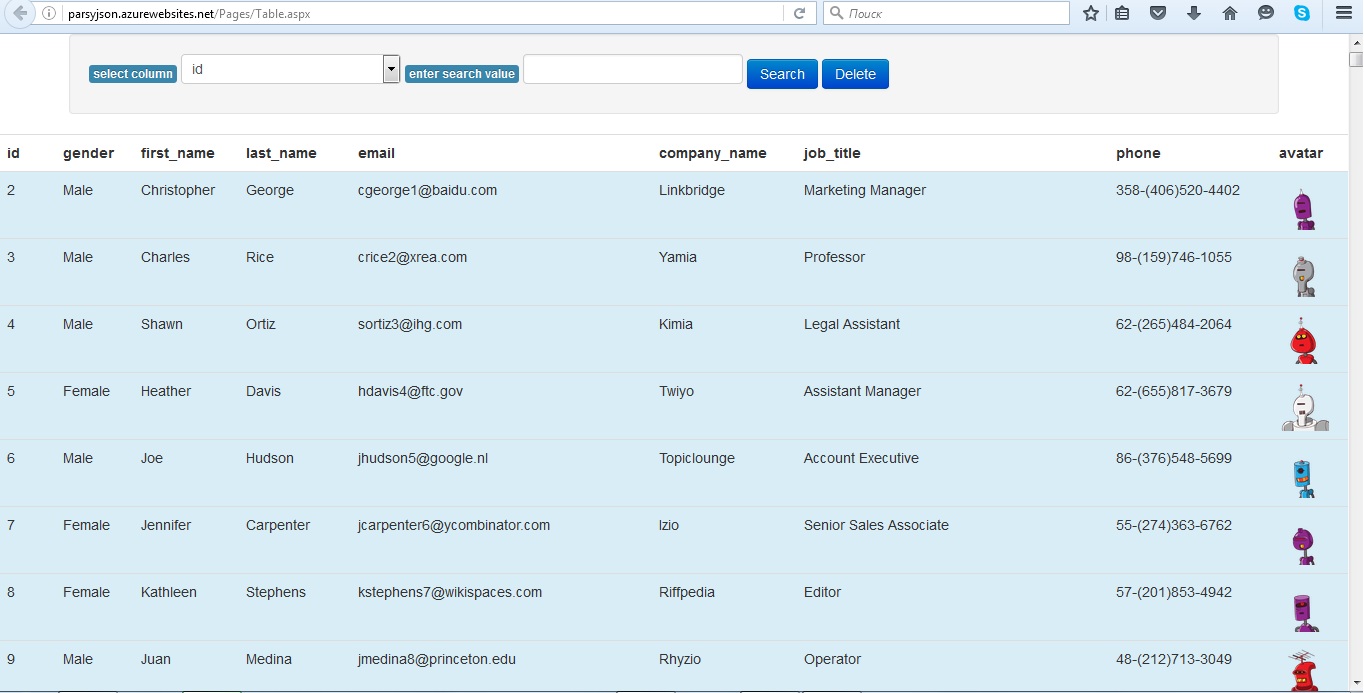 parsyjson.azurewebsites.net/Pages/Table.aspx Поиск
select column id enter search value Search Delete
id gender first_name last_name email company_name job_title phone avatar
2 Male Christopher George cgeorge1@baidu.com Linkbridge Marketing Manager 358-(406)520-4402
3 Male Charles Rice crice2@xrea.com Yamia Professor 98-(159)746-1055
4 Male Shawn Ortiz sortiz3@ihg.com Kimia Legal Assistant 62-(265)484-2064
5 Female Heather Davis hdavis4@ftc.gov Twiyo Assistant Manager 62-(655)817-3679
6 Male Joe Hudson jhudson5@google.nl Topiclounge Account Executive 86-(376)548-5699
7 Female Jennifer Carpenter jcarpenter6@ycombinator.com Izio Senior Sales Associate 55-(274)363-6762
8 Female Kathleen Stephens kstephens7@wikispaces.com Riffpedia Editor 57-(201)853-4942
9 Male Juan Medina jmedina8@princeton.edu Rhyzio Operator 48-(212)713-3049